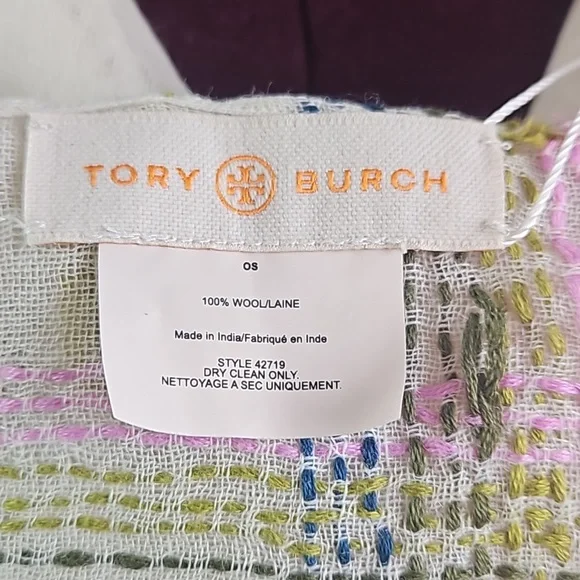 TORY BURCH
OS
100% WOOL/LAINE
Made in India/Fabriqué en Inde
STYLE 42719
DRY CLEAN ONLY.
NETTOYAGE A SEC UNIQUEMENT.